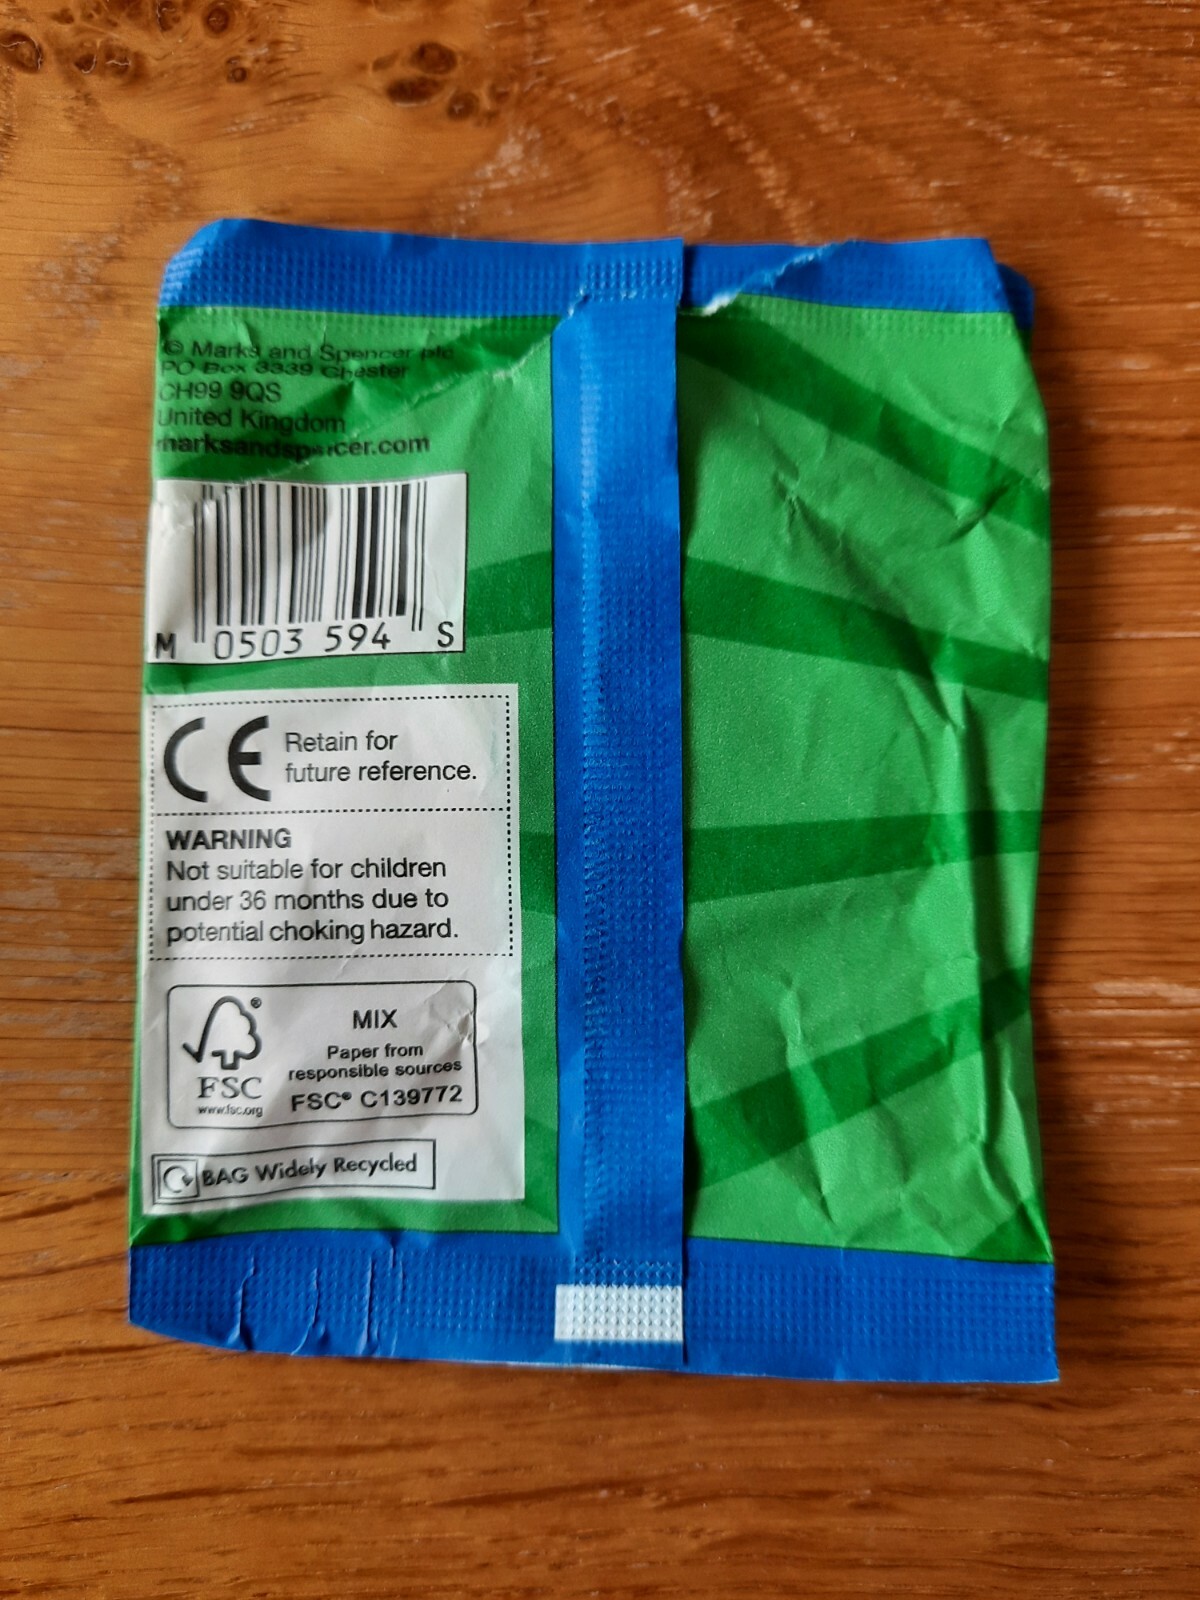 © Marks and Spencer plc
PO Box 3339 Chester
CH99 9QS
United Kingdom
marksandspencer.com
M 0503 594 S
CE Retain for
future reference.
WARNING
Not suitable for children
under 36 months due to
potential choking hazard.
MIX
Paper from
responsible sources
FSC® C139772
®
FSC
www.fsc.org
BAG Widely Recycled